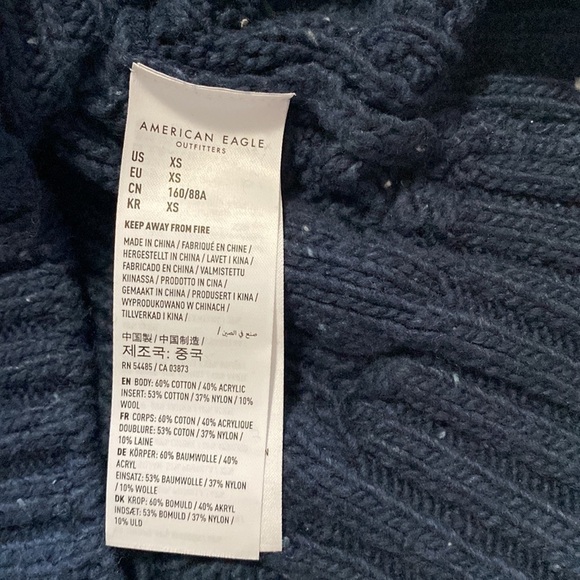 AMERICAN EAGLE
OUTFITTERS
US XS
EU XS
CN 160/88A
KR XS
KEEP AWAY FROM FIRE
MADE IN CHINA / FABRIQUÉ EN CHINE /
HERGESTELLT IN CHINA / LAVET I KINA /
FABRICADO EN CHINA / VALMISTETTU
KIINASSA / PRODOTTO IN CINA /
GEMAAKT IN CHINA / PRODUSERT I KINA /
WYPRODUKOWANO W CHINACH /
TILLVERKAD I KINA /
صنع في الصين /
中国製 / 中国制造 /
제조국: 중국
RN 54485 / CA 03873
EN BODY: 60% COTTON / 40% ACRYLIC
INSERT: 53% COTTON / 37% NYLON / 10%
WOOL
FR CORPS: 60% COTON / 40% ACRYLIQUE
DOUBLURE: 53% COTON / 37% NYLON /
10% LAINE
DE KÖRPER: 60% BAUMWOLLE / 40%
ACRYL
EINSATZ: 53% BAUMWOLLE / 37% NYLON
/ 10% WOLLE
DK KROP: 60% BOMULD / 40% AKRYL
INDSÆT: 53% BOMULD / 37% NYLON /
10% ULD